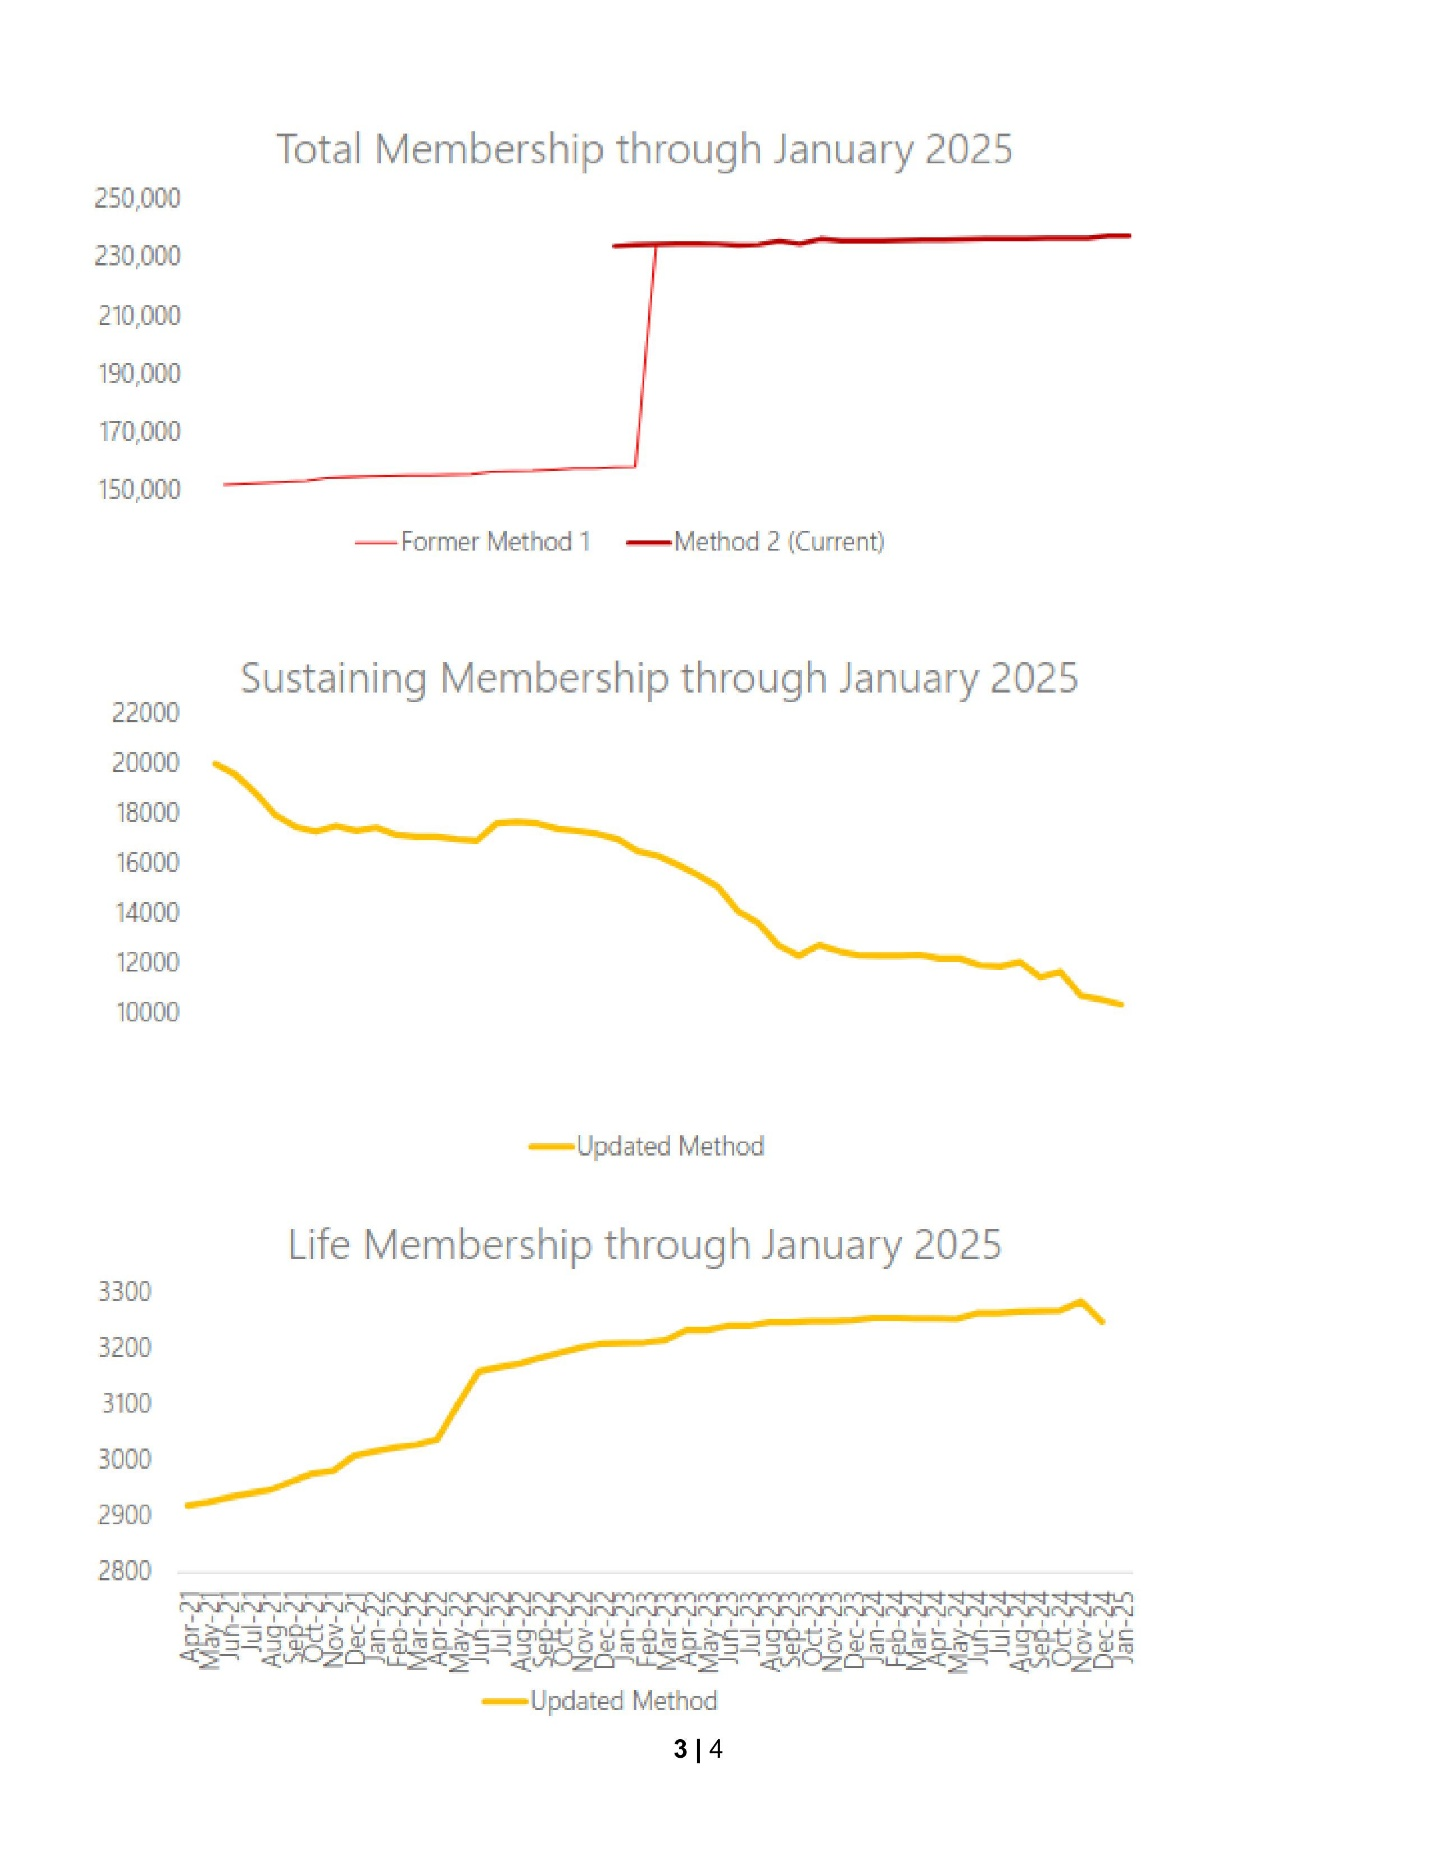 Total Membership through January 2025
250,000
230,000
210,000
190,000
170,000
150,000
Former Method 1 Method 2 (Current)
Sustaining Membership through January 2025
22000
20000
18000
16000
14000
12000
10000
Updated Method
Life Membership through January 2025
3300
3200
3100
3000
2900
2800
Apr-21
May-21
Jun-21
Jul-21
Aug-21
Sep-21
Oct-21
Nov-21
Dec-21
Jan-22
Feb-22
Mar-22
Apr-22
May-22
Jun-22
Jul-22
Aug-22
Sep-22
Oct-22
Nov-22
Dec-22
Jan-23
Feb-23
Mar-23
Apr-23
May-23
Jun-23
Jul-23
Aug-23
Sep-23
Oct-23
Nov-23
Dec-23
Jan-24
Feb-24
Mar-24
Apr-24
May-24
Jun-24
Jul-24
Aug-24
Sep-24
Oct-24
Nov-24
Dec-24
Jan-25
Updated Method
3 | 4